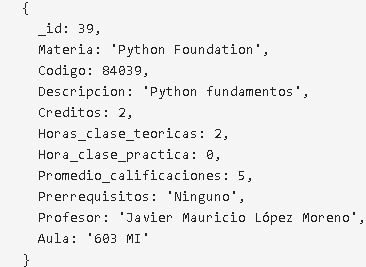 {
_id: 39,
Materia: 'Python Foundation',
Codigo: 84039,
Descripcion: 'Python fundamentos',
Creditos: 2,
Horas_clase_teoricas: 2,
Hora_clase_practica: 0,
Promedio_calificaciones: 5,
Prerrequisitos: 'Ninguno',
Profesor: 'Javier Mauricio López Moreno',
Aula: '603 MI'
}